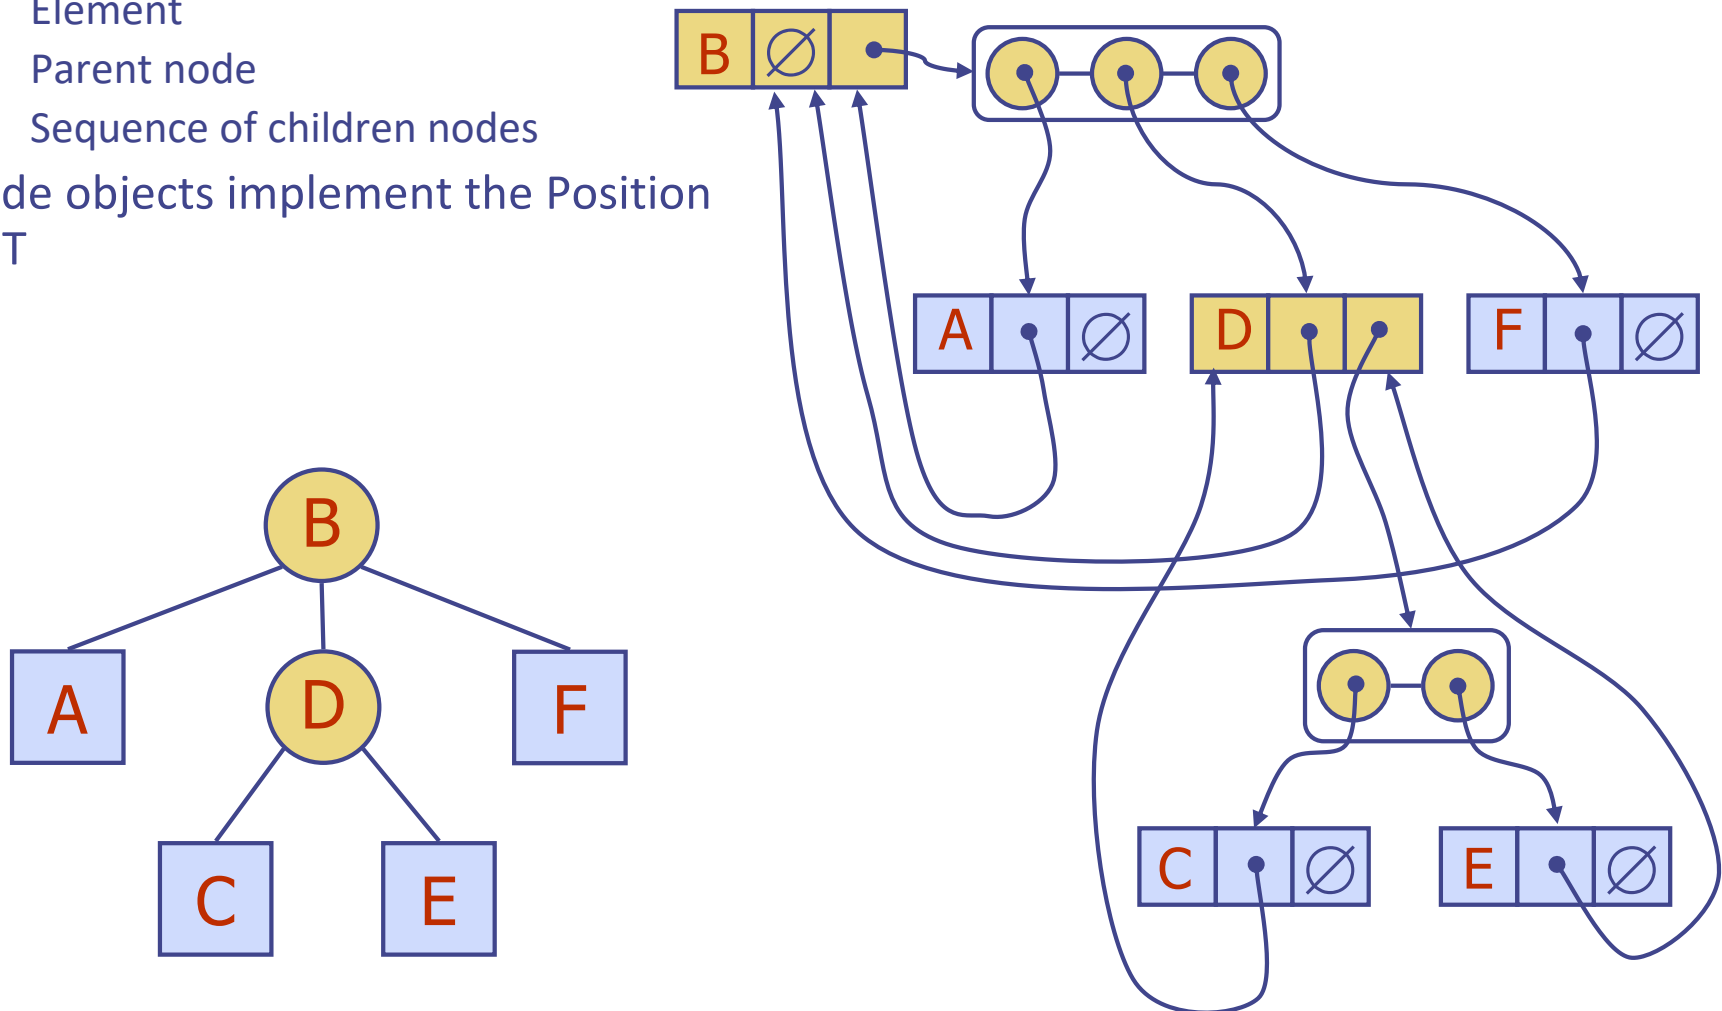 Element
Parent node
Sequence of children nodes
de objects implement the Position
T
B ∅
A ∅
D
F ∅
C ∅
E ∅
B
A
D
F
C
E